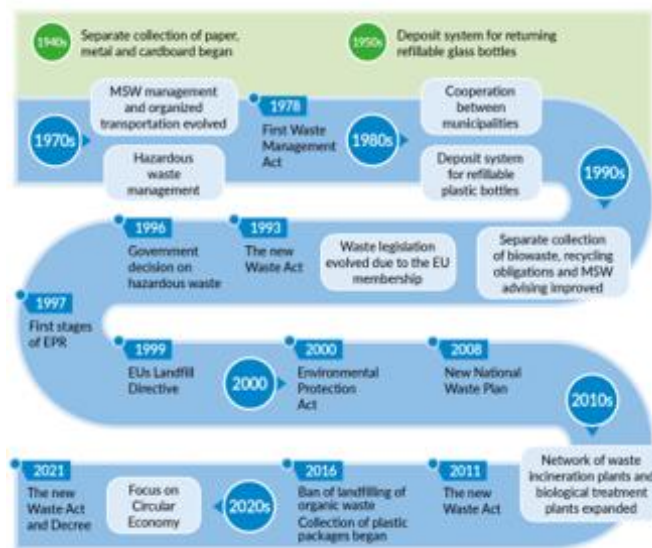 1940s
Separate collection of paper,
metal and cardboard began
1950s
Deposit system for returning
refillable glass bottles
1970s
MSW management
and organized
transportation evolved
Hazardous
waste
management
1978
First Waste
Management
Act
1980s
Cooperation
between
municipalities
Deposit system
for refillable
plastic bottles
1990s
Separate collection
of biowaste, recycling
obligations and MSW
advising improved
Waste legislation
evolved due to the EU
membership
1993
The new
Waste Act
1996
Government
decision on
hazardous waste
1997
First stages
of EPR
1999
EUs Landfill
Directive
2000
2000
Environmental
Protection
Act
2008
New National
Waste Plan
2010s
Network of waste
incineration plants and
biological treatment
plants expanded
2011
The new
Waste Act
2016
Ban of landfilling of
organic waste
Collection of plastic
packages began
2020s
Focus on
Circular
Economy
2021
The new
Waste Act
and Decree